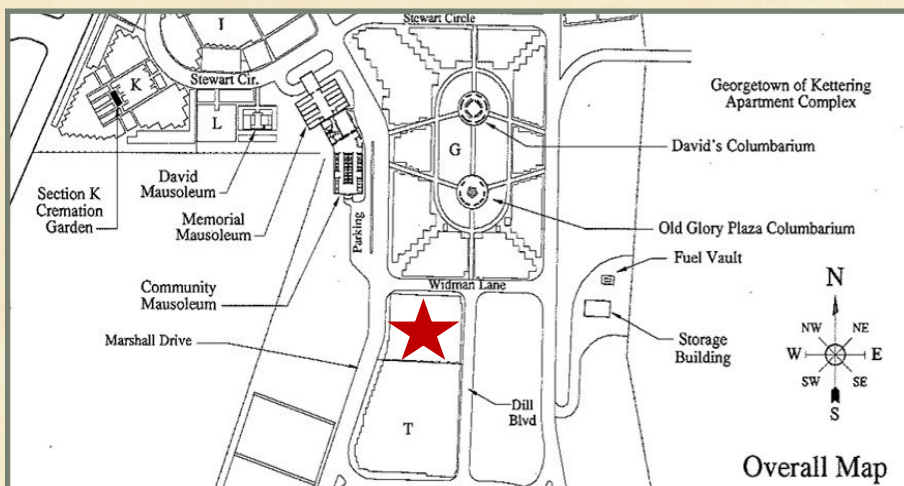 Stewart Circle
J
Stewart Cir.
K
L
Georgetown of Kettering
Apartment Complex
G
David's Columbarium
David
Mausoleum
Section K
Cremation
Garden
Memorial
Mausoleum
Parking
Old Glory Plaza Columbarium
Fuel Vault
Community
Mausoleum
Widman Lane
Marshall Drive
Storage
Building
N
NW
NE
W
E
SW
SE
S
Dill
Blvd
T
Overall Map